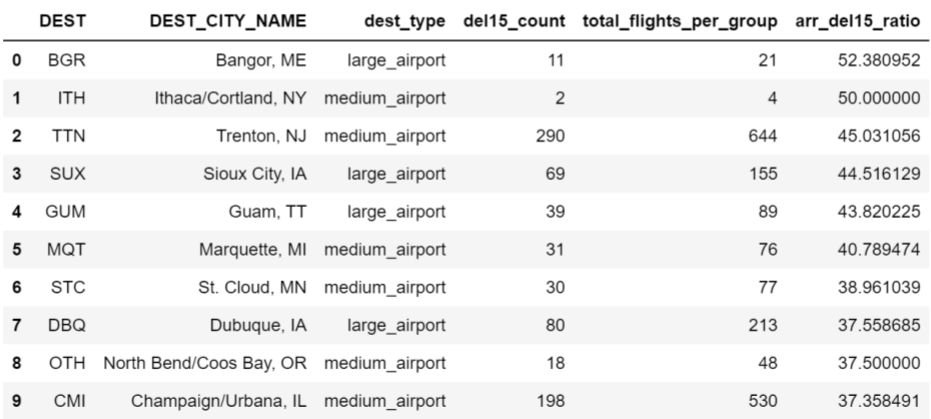 DEST DEST_CITY_NAME dest_type del15_count total_flights_per_group arr_del15_ratio
0 BGR Bangor, ME large_airport 11 21 52.380952
1 ITH Ithaca/Cortland, NY medium_airport 2 4 50.000000
2 TTN Trenton, NJ medium_airport 290 644 45.031056
3 SUX Sioux City, IA large_airport 69 155 44.516129
4 GUM Guam, TT large_airport 39 89 43.820225
5 MQT Marquette, MI medium_airport 31 76 40.789474
6 STC St. Cloud, MN medium_airport 30 77 38.961039
7 DBQ Dubuque, IA large_airport 80 213 37.558685
8 OTH North Bend/Coos Bay, OR medium_airport 18 48 37.500000
9 CMI Champaign/Urbana, IL medium_airport 198 530 37.358491